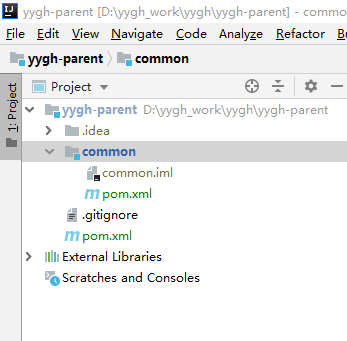 yygh-parent [D:\yygh_work\yygh\yygh-parent] - commo
File Edit View Navigate Code Analyze Refactor Bu
yygh-parent common
1: Project
Project
yygh-parent D:\yygh_work\yygh\yygh-parent
.idea
common
common.iml
pom.xml
.gitignore
pom.xml
External Libraries
Scratches and Consoles